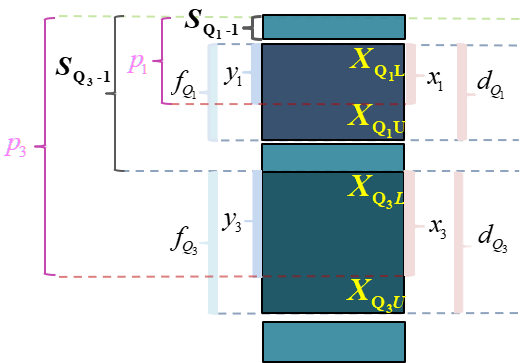 S_{Q_1 -1}
S_{Q_3 -1}
p_1
f_{Q_1}
y_1
X_{Q_1L}
x_1
d_{Q_1}
X_{Q_1U}
p_3
X_{Q_3L}
f_{Q_3}
y_3
x_3
d_{Q_3}
X_{Q_3U}